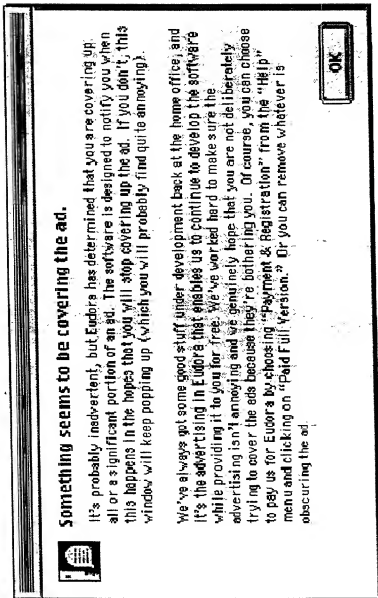 Something seems to be covering the ad.
It's probably inadvertent, but Eudora has determined that you are covering up
all or a significant portion of an ad. The software is designed to notify you when
this happens in the hopes that you will stop covering up the ad. If you don't, this
window will keep popping up (which you will probably find quite annoying).
We've always got some good stuff under development back at the home office, and
it's the advertising in Eudora that enables us to continue to develop the software
while providing it to you for free. We've worked hard to make sure the
advertising isn't annoying and we genuinely hope that you are not deliberately
trying to cover the ads because they're bothering you. Of course, you can choose
to pay us for Eudora by choosing "Payment & Registration" from the "Help"
menu and clicking on "Paid Full Version." Or you can remove whatever is
obscuring the ad.
OK